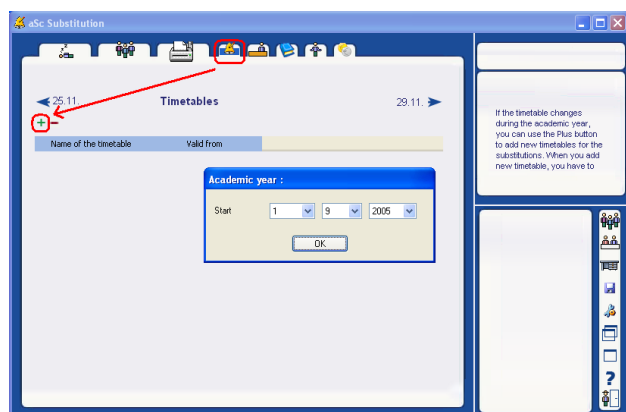 aSc Substitution
25.11. Timetables 29.11.
Name of the timetable Valid from
Academic year :
Start 1 9 2005
OK
If the timetable changes
during the academic year,
you can use the Plus button
to add new timetables for the
substitutions. When you add
new timetable, you have to